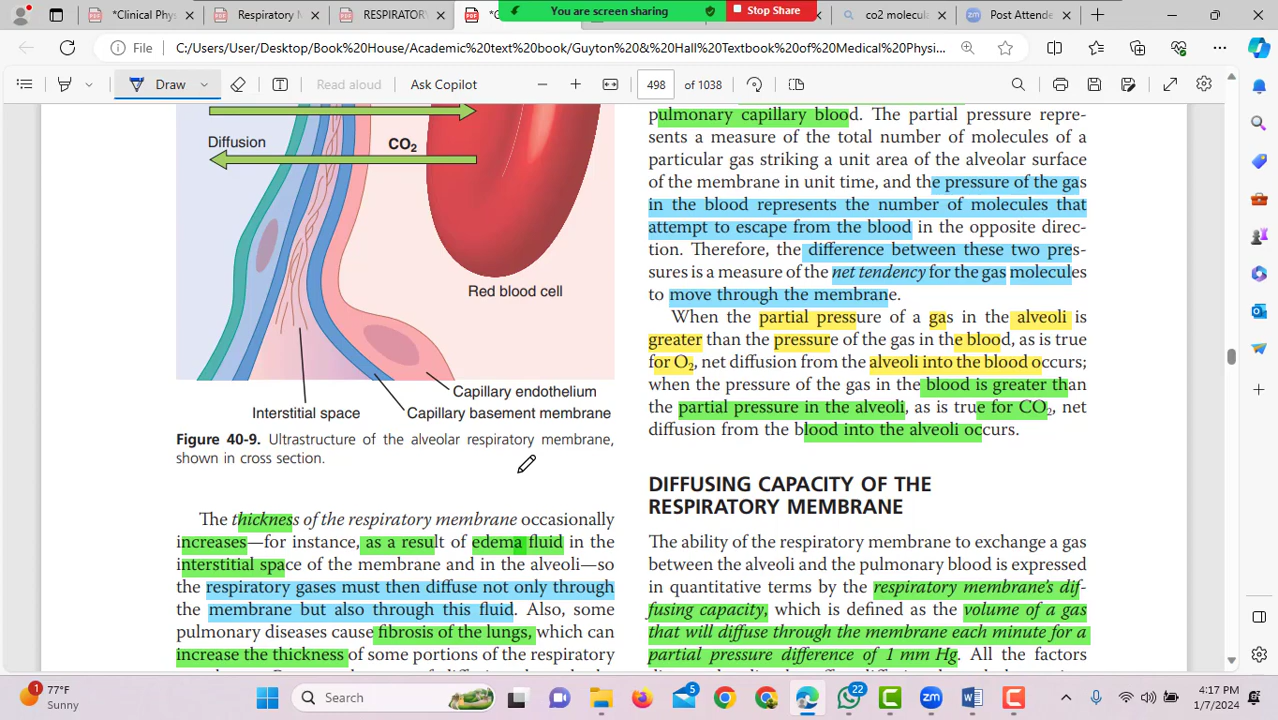 "Clinical Physi
Respiratory M
RESPIRATORY
"G
You are screen sharing
Stop Share
co2 molecula
Post Attende
File
C:/Users/User/Desktop/Book%20House/Academic%20text%20book/Guyton%20&%20Hall%20Textbook%20of%20Medical%20Physi...
Draw
Read aloud
Ask Copilot
498 of 1038
Diffusion
CO2
Red blood cell
Capillary endothelium
Interstitial space
Capillary basement membrane
Figure 40-9. Ultrastructure of the alveolar respiratory membrane,
shown in cross section.
The thickness of the respiratory membrane occasionally
increases—for instance, as a result of edema fluid in the
interstitial space of the membrane and in the alveoli—so
the respiratory gases must then diffuse not only through
the membrane but also through this fluid. Also, some
pulmonary diseases cause fibrosis of the lungs, which can
increase the thickness of some portions of the respiratory
pulmonary capillary blood. The partial pressure repre-
sents a measure of the total number of molecules of a
particular gas striking a unit area of the alveolar surface
of the membrane in unit time, and the pressure of the gas
in the blood represents the number of molecules that
attempt to escape from the blood in the opposite direc-
tion. Therefore, the difference between these two pres-
sures is a measure of the net tendency for the gas molecules
to move through the membrane.
When the partial pressure of a gas in the alveoli is
greater than the pressure of the gas in the blood, as is true
for O2, net diffusion from the alveoli into the blood occurs;
when the pressure of the gas in the blood is greater than
the partial pressure in the alveoli, as is true for CO2, net
diffusion from the blood into the alveoli occurs.
DIFFUSING CAPACITY OF THE
RESPIRATORY MEMBRANE
The ability of the respiratory membrane to exchange a gas
between the alveoli and the pulmonary blood is expressed
in quantitative terms by the respiratory membrane's dif-
fusing capacity, which is defined as the volume of a gas
that will diffuse through the membrane each minute for a
partial pressure difference of 1 mm Hg. All the factors
1
77°F
Sunny
Search
5
22
zm
4:17 PM
1/7/2024